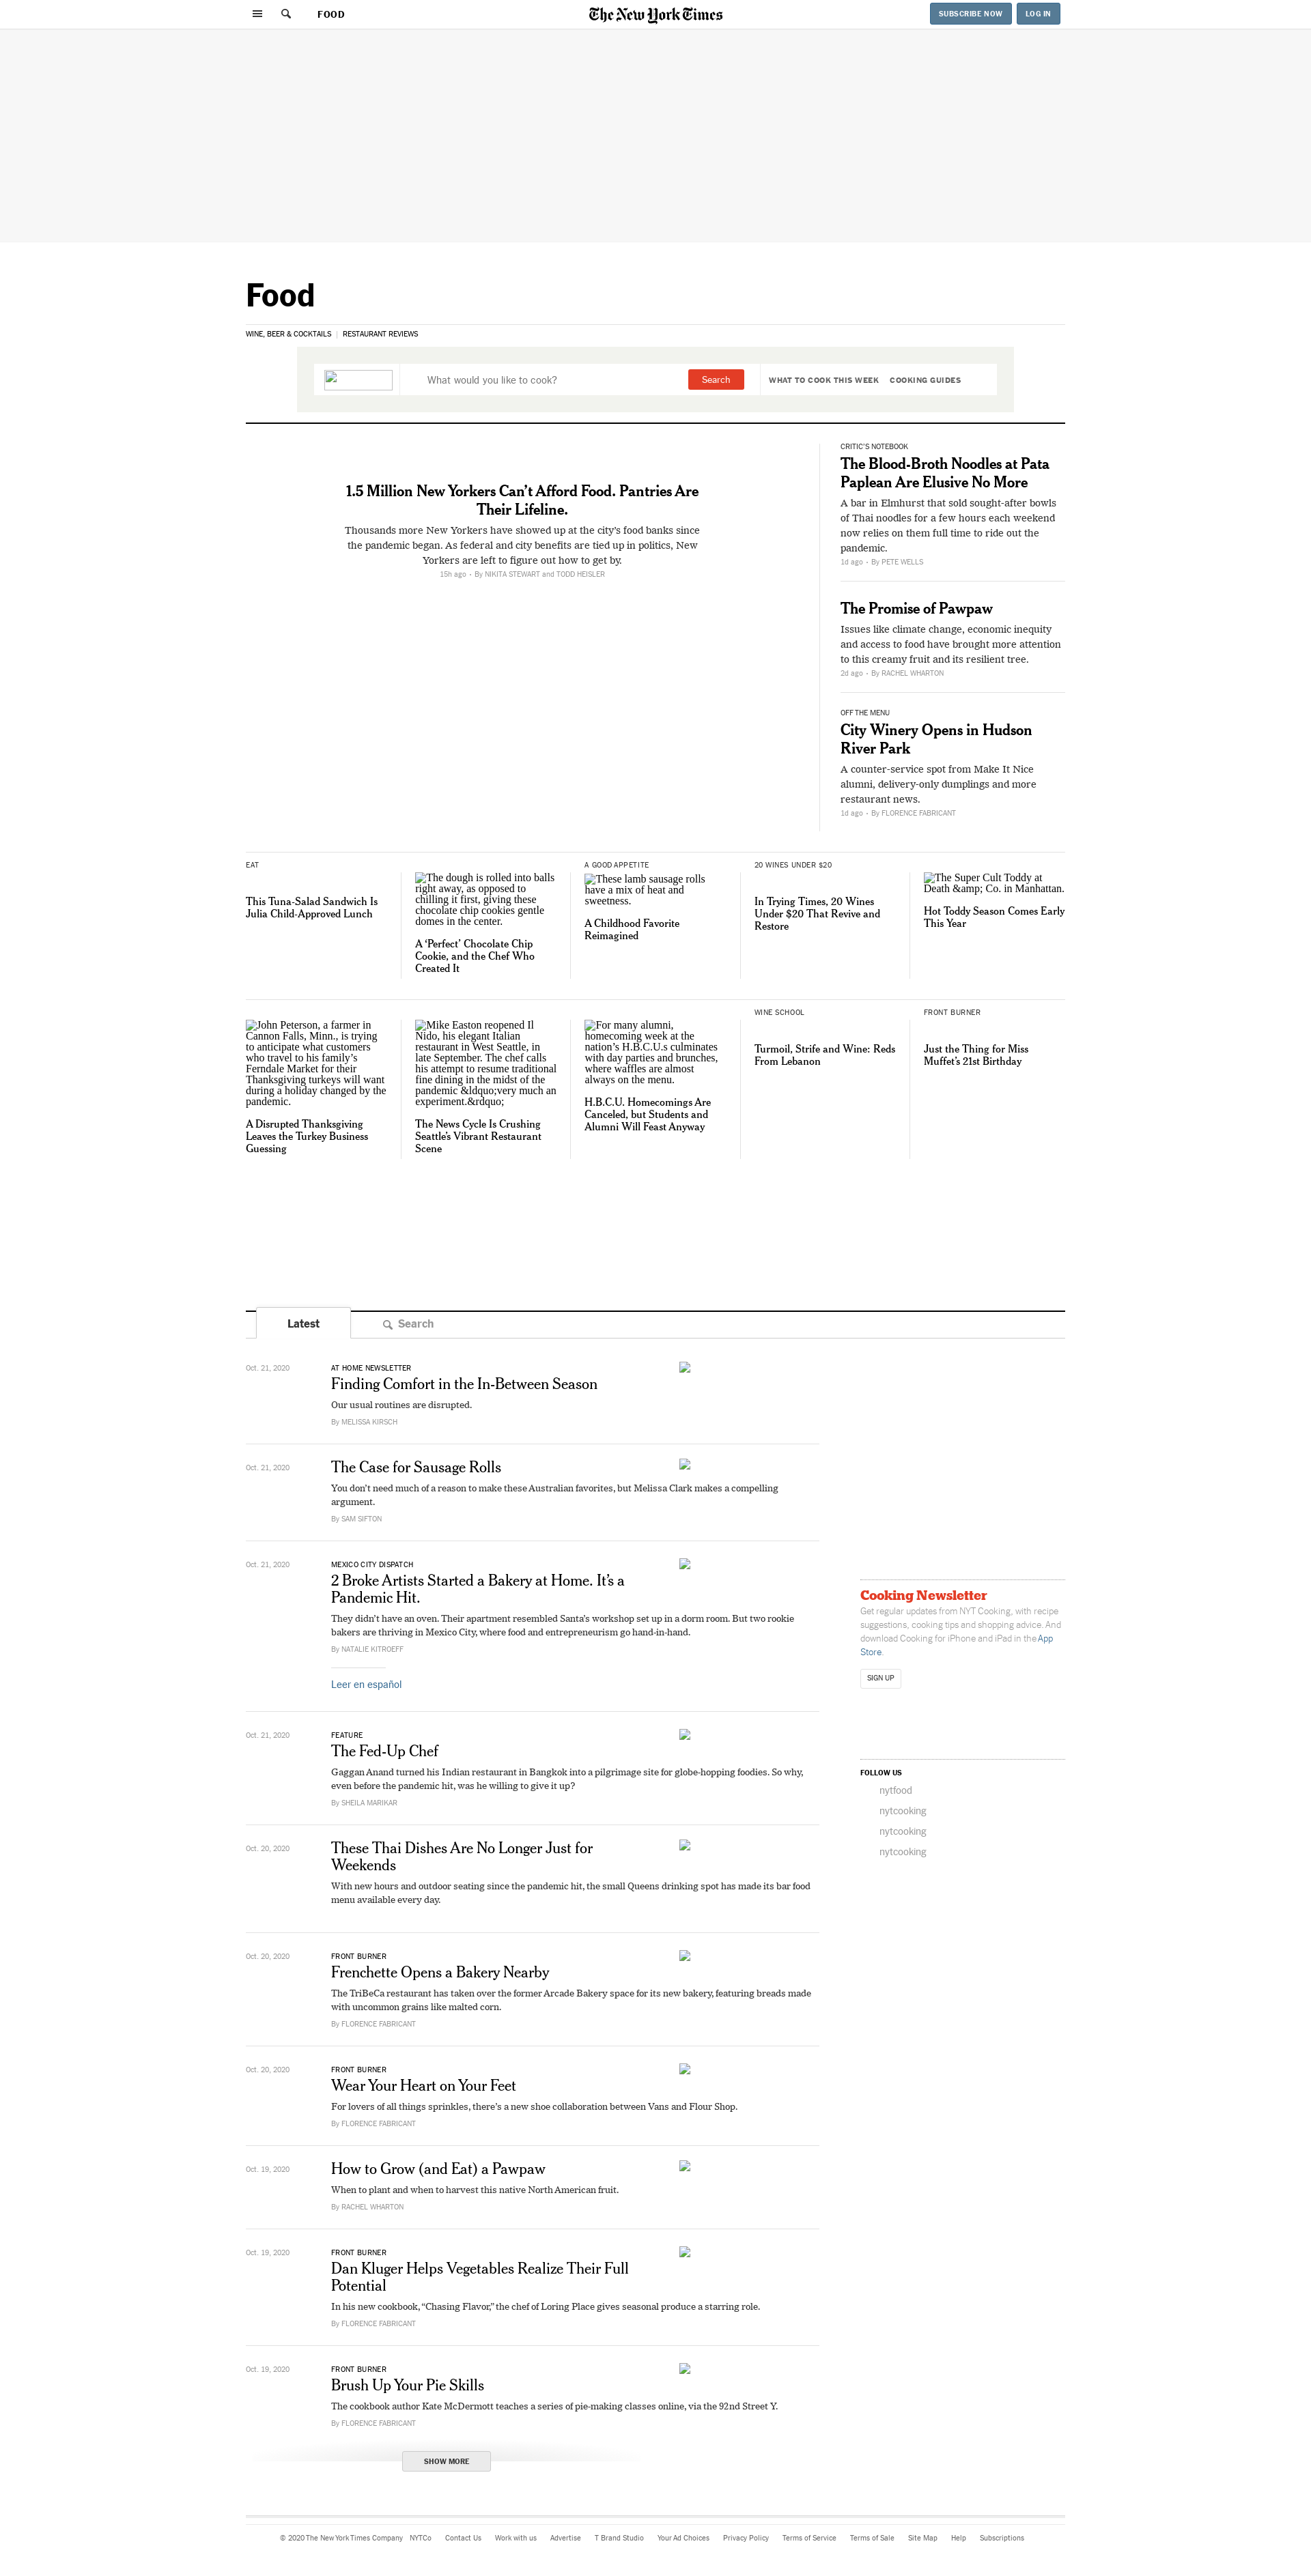 FOOD
The New York Times
SUBSCRIBE NOW
LOG IN
Food
WINE, BEER & COCKTAILS
RESTAURANT REVIEWS
What would you like to cook?
Search
WHAT TO COOK THIS WEEK
COOKING GUIDES
1.5 Million New Yorkers Can’t Afford Food. Pantries Are
Their Lifeline.
Thousands more New Yorkers have showed up at the city’s food banks since
the pandemic began. As federal and city benefits are tied up in politics, New
Yorkers are left to figure out how to get by.
15h ago - By NIKITA STEWART and TODD HEISLER
CRITIC’S NOTEBOOK
The Blood-Broth Noodles at Pata
Paplean Are Elusive No More
A bar in Elmhurst that sold sought-after bowls
of Thai noodles for a few hours each weekend
now relies on them full time to ride out the
pandemic.
1d ago - By PETE WELLS
The Promise of Pawpaw
Issues like climate change, economic inequity
and access to food have brought more attention
to this creamy fruit and its resilient tree.
2d ago - By RACHEL WHARTON
OFF THE MENU
City Winery Opens in Hudson
River Park
A counter-service spot from Make It Nice
alumni, delivery-only dumplings and more
restaurant news.
1d ago - By FLORENCE FABRICANT
EAT
This Tuna-Salad Sandwich Is
Julia Child-Approved Lunch
The dough is rolled into balls
right away, as opposed to
chilling it first, giving these
chocolate chip cookies gentle
domes in the center.
A ‘Perfect’ Chocolate Chip
Cookie, and the Chef Who
Created It
A GOOD APPETITE
These lamb sausage rolls
have a mix of heat and
sweetness.
A Childhood Favorite
Reimagined
20 WINES UNDER $20
In Trying Times, 20 Wines
Under $20 That Revive and
Restore
The Super Cult Toddy at
Death &amp; Co. in Manhattan.
Hot Toddy Season Comes Early
This Year
John Peterson, a farmer in
Cannon Falls, Minn., is trying
to anticipate what customers
who travel to his family’s
Ferndale Market for their
Thanksgiving turkeys will want
during a holiday changed by the
pandemic.
A Disrupted Thanksgiving
Leaves the Turkey Business
Guessing
Mike Easton reopened Il
Nido, his elegant Italian
restaurant in West Seattle, in
late September. The chef calls
his attempt to resume traditional
fine dining in the midst of the
pandemic &ldquo;very much an
experiment.&rdquo;
The News Cycle Is Crushing
Seattle’s Vibrant Restaurant
Scene
For many alumni,
homecoming week at the
nation’s H.B.C.U.s culminates
with day parties and brunches,
where waffles are almost
always on the menu.
H.B.C.U. Homecomings Are
Canceled, but Students and
Alumni Will Feast Anyway
WINE SCHOOL
Turmoil, Strife and Wine: Reds
From Lebanon
FRONT BURNER
Just the Thing for Miss
Muffet’s 21st Birthday
Latest
Search
Oct. 21, 2020
AT HOME NEWSLETTER
Finding Comfort in the In-Between Season
Our usual routines are disrupted.
By MELISSA KIRSCH
Oct. 21, 2020
The Case for Sausage Rolls
You don’t need much of a reason to make these Australian favorites, but Melissa Clark makes a compelling
argument.
By SAM SIFTON
Oct. 21, 2020
MEXICO CITY DISPATCH
2 Broke Artists Started a Bakery at Home. It’s a
Pandemic Hit.
They didn’t have an oven. Their apartment resembled Santa’s workshop set up in a dorm room. But two rookie
bakers are thriving in Mexico City, where food and entrepreneurism go hand-in-hand.
By NATALIE KITROEFF
Leer en español
Oct. 21, 2020
FEATURE
The Fed-Up Chef
Gaggan Anand turned his Indian restaurant in Bangkok into a pilgrimage site for globe-hopping foodies. So why,
even before the pandemic hit, was he willing to give it up?
By SHEILA MARIKAR
Oct. 20, 2020
These Thai Dishes Are No Longer Just for
Weekends
With new hours and outdoor seating since the pandemic hit, the small Queens drinking spot has made its bar food
menu available every day.
Oct. 20, 2020
FRONT BURNER
Frenchette Opens a Bakery Nearby
The TriBeCa restaurant has taken over the former Arcade Bakery space for its new bakery, featuring breads made
with uncommon grains like malted corn.
By FLORENCE FABRICANT
Oct. 20, 2020
FRONT BURNER
Wear Your Heart on Your Feet
For lovers of all things sprinkles, there’s a new shoe collaboration between Vans and Flour Shop.
By FLORENCE FABRICANT
Oct. 19, 2020
How to Grow (and Eat) a Pawpaw
When to plant and when to harvest this native North American fruit.
By RACHEL WHARTON
Oct. 19, 2020
FRONT BURNER
Dan Kluger Helps Vegetables Realize Their Full
Potential
In his new cookbook, “Chasing Flavor,” the chef of Loring Place gives seasonal produce a starring role.
By FLORENCE FABRICANT
Oct. 19, 2020
FRONT BURNER
Brush Up Your Pie Skills
The cookbook author Kate McDermott teaches a series of pie-making classes online, via the 92nd Street Y.
By FLORENCE FABRICANT
SHOW MORE
Cooking Newsletter
Get regular updates from NYT Cooking, with recipe
suggestions, cooking tips and shopping advice. And
download Cooking for iPhone and iPad in the App
Store.
SIGN UP
FOLLOW US
nytfood
nytcooking
nytcooking
nytcooking
© 2020 The New York Times Company NYTCo Contact Us Work with us Advertise T Brand Studio Your Ad Choices Privacy Policy Terms of Service Terms of Sale Site Map Help Subscriptions